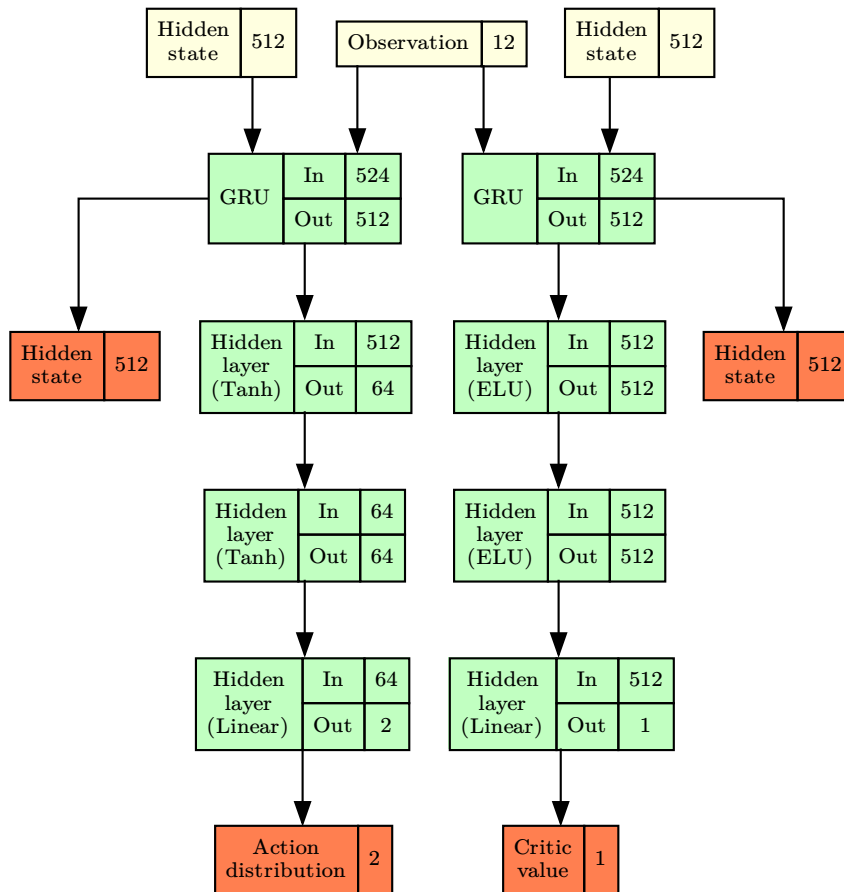 Hidden
state
512
Observation
12
Hidden
state
512
GRU
In
524
Out
512
GRU
In
524
Out
512
Hidden
state
512
Hidden
layer
(Tanh)
In
512
Out
64
Hidden
layer
(ELU)
In
512
Out
512
Hidden
state
512
Hidden
layer
(Tanh)
In
64
Out
64
Hidden
layer
(ELU)
In
512
Out
512
Hidden
layer
(Linear)
In
64
Out
2
Hidden
layer
(Linear)
In
512
Out
1
Action
distribution
2
Critic
value
1